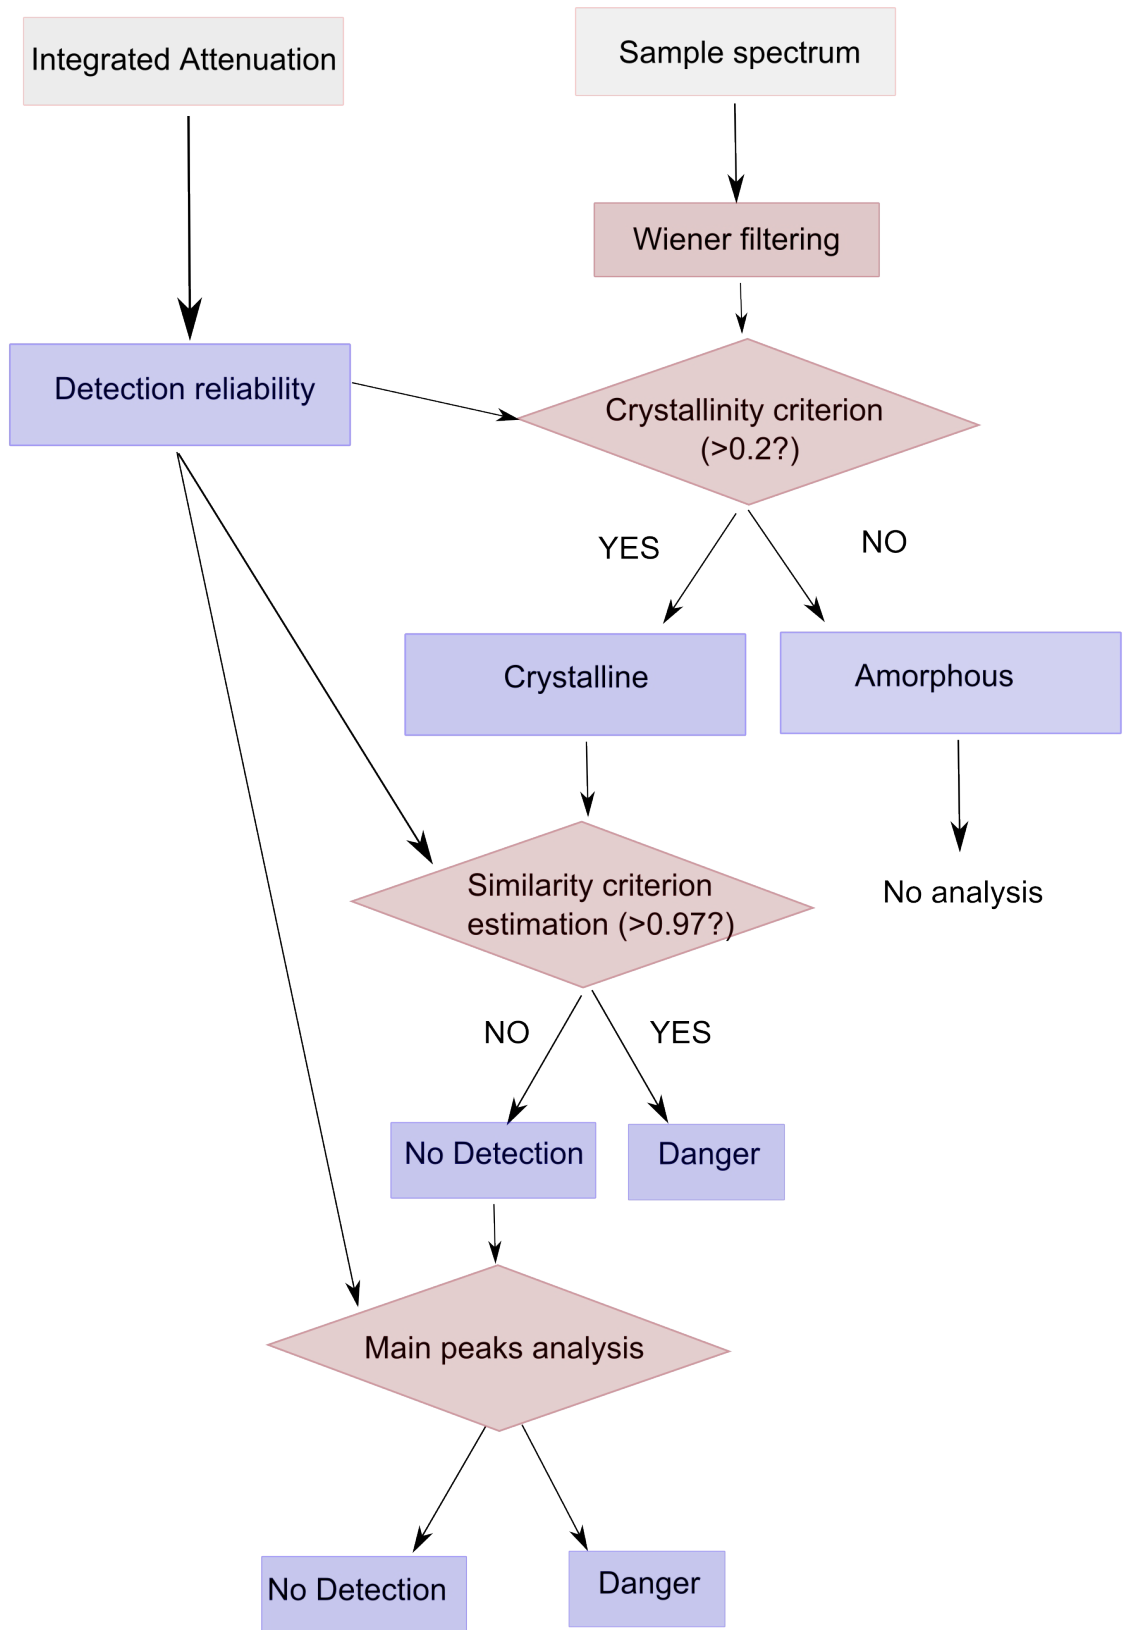 Integrated Attenuation
Sample spectrum
Wiener filtering
Detection reliability
Crystallinity criterion
(>0.2?)
YES
NO
Crystalline
Amorphous
Similarity criterion
estimation (>0.97?)
No analysis
NO
YES
No Detection
Danger
Main peaks analysis
No Detection
Danger